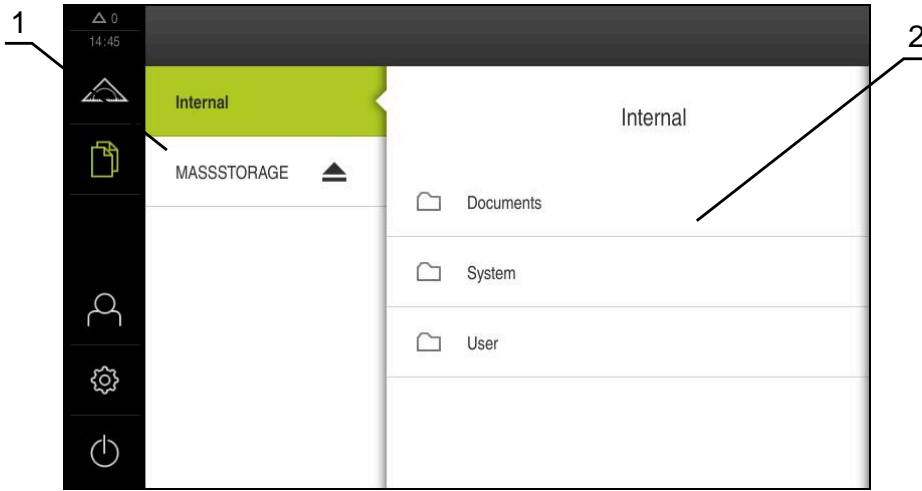 1
2
△ 0
14:45
Internal
MASSSTORAGE
Internal
Documents
System
User